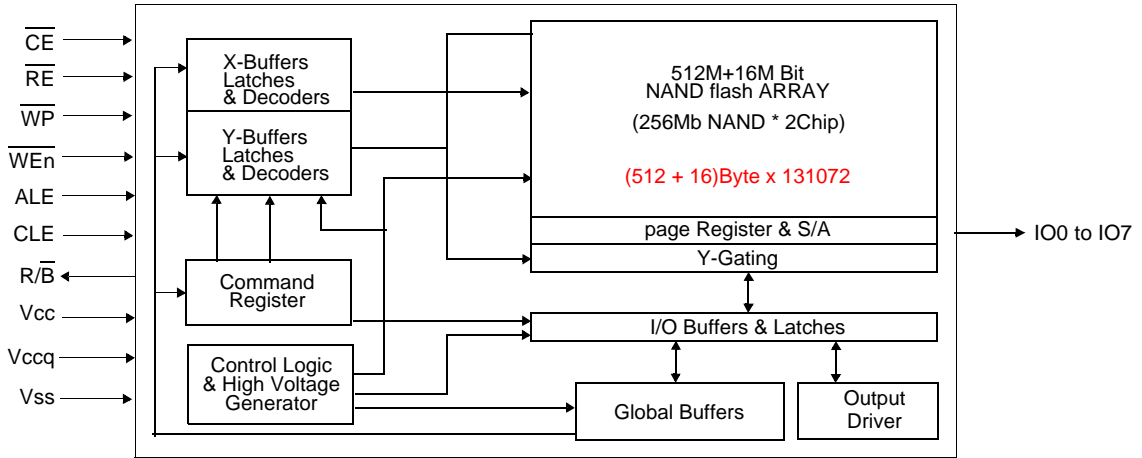 CE
RE
WP
WEn
ALE
CLE
R/B
Vcc
Vccq
Vss
X-Buffers
Latches
& Decoders
Y-Buffers
Latches
& Decoders
Command
Register
Control Logic
& High Voltage
Generator
512M+16M Bit
NAND flash ARRAY
(256Mb NAND * 2Chip)
(512 + 16)Byte x 131072
page Register & S/A
Y-Gating
I/O Buffers & Latches
Global Buffers
Output
Driver
IO0 to IO7